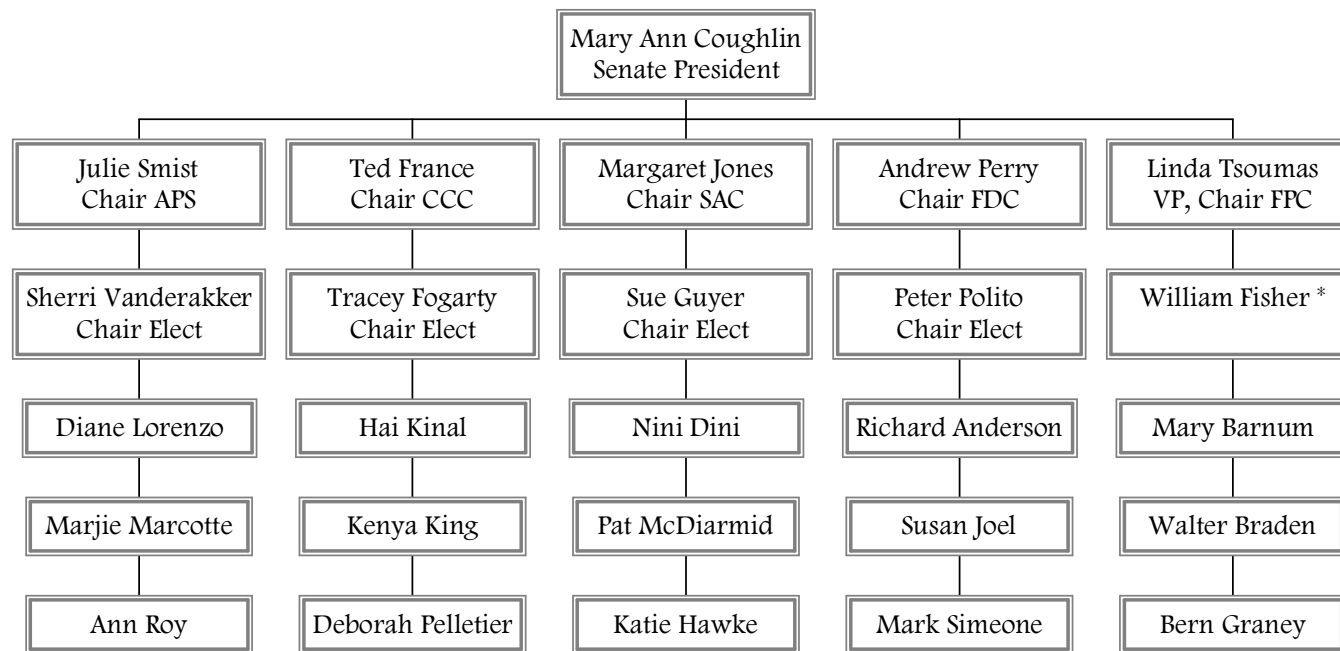 Mary Ann Coughlin
Senate President
Julie Smist
Chair APS
Ted France
Chair CCC
Margaret Jones
Chair SAC
Andrew Perry
Chair FDC
Linda Tsoumas
VP, Chair FPC
Sherri Vanderakker
Chair Elect
Tracey Fogarty
Chair Elect
Sue Guyer
Chair Elect
Peter Polito
Chair Elect
William Fisher *
Diane Lorenzo
Hai Kinal
Nini Dini
Richard Anderson
Mary Barnum
Marjie Marcotte
Kenya King
Pat McDiarmid
Susan Joel
Walter Braden
Ann Roy
Deborah Pelletier
Katie Hawke
Mark Simeone
Bern Graney